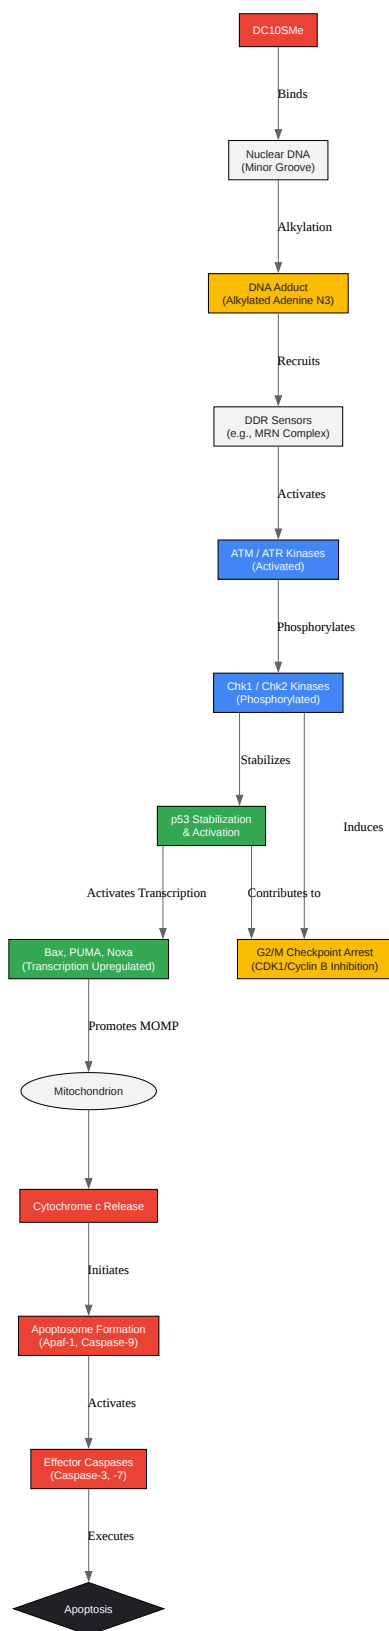 DC10SMe
Binds
Nuclear DNA
(Minor Groove)
Alkylation
DNA Adduct
(Alkylated Adenine N3)
Recruits
DDR Sensors
(e.g., MRN Complex)
Activates
ATM / ATR Kinases
(Activated)
Phosphorylates
Chk1 / Chk2 Kinases
(Phosphorylated)
Stabilizes
p53 Stabilization
& Activation
Induces
Activates Transcription
Contributes to
Bax, PUMA, Noxa
(Transcription Upregulated)
G2/M Checkpoint Arrest
(CDK1/Cyclin B Inhibition)
Promotes MOMP
Mitochondrion
Cytochrome c Release
Initiates
Apoptosome Formation
(Apaf-1, Caspase-9)
Activates
Effector Caspases
(Caspase-3, -7)
Executes
Apoptosis